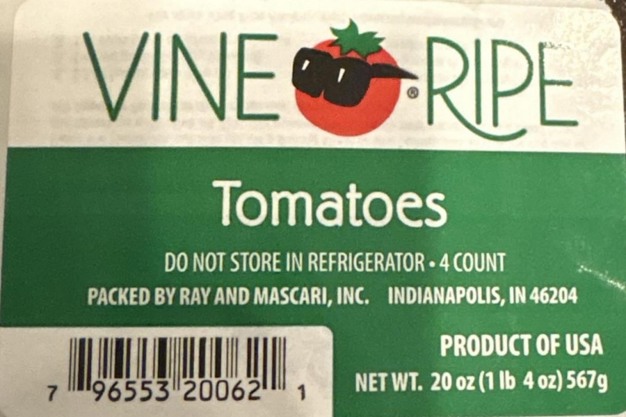 VINE RIPE ®
Tomatoes
DO NOT STORE IN REFRIGERATOR • 4 COUNT
PACKED BY RAY AND MASCARI, INC. INDIANAPOLIS, IN 46204
PRODUCT OF USA
NET WT. 20 oz (1 lb 4 oz) 567g
7 96553 20062 1